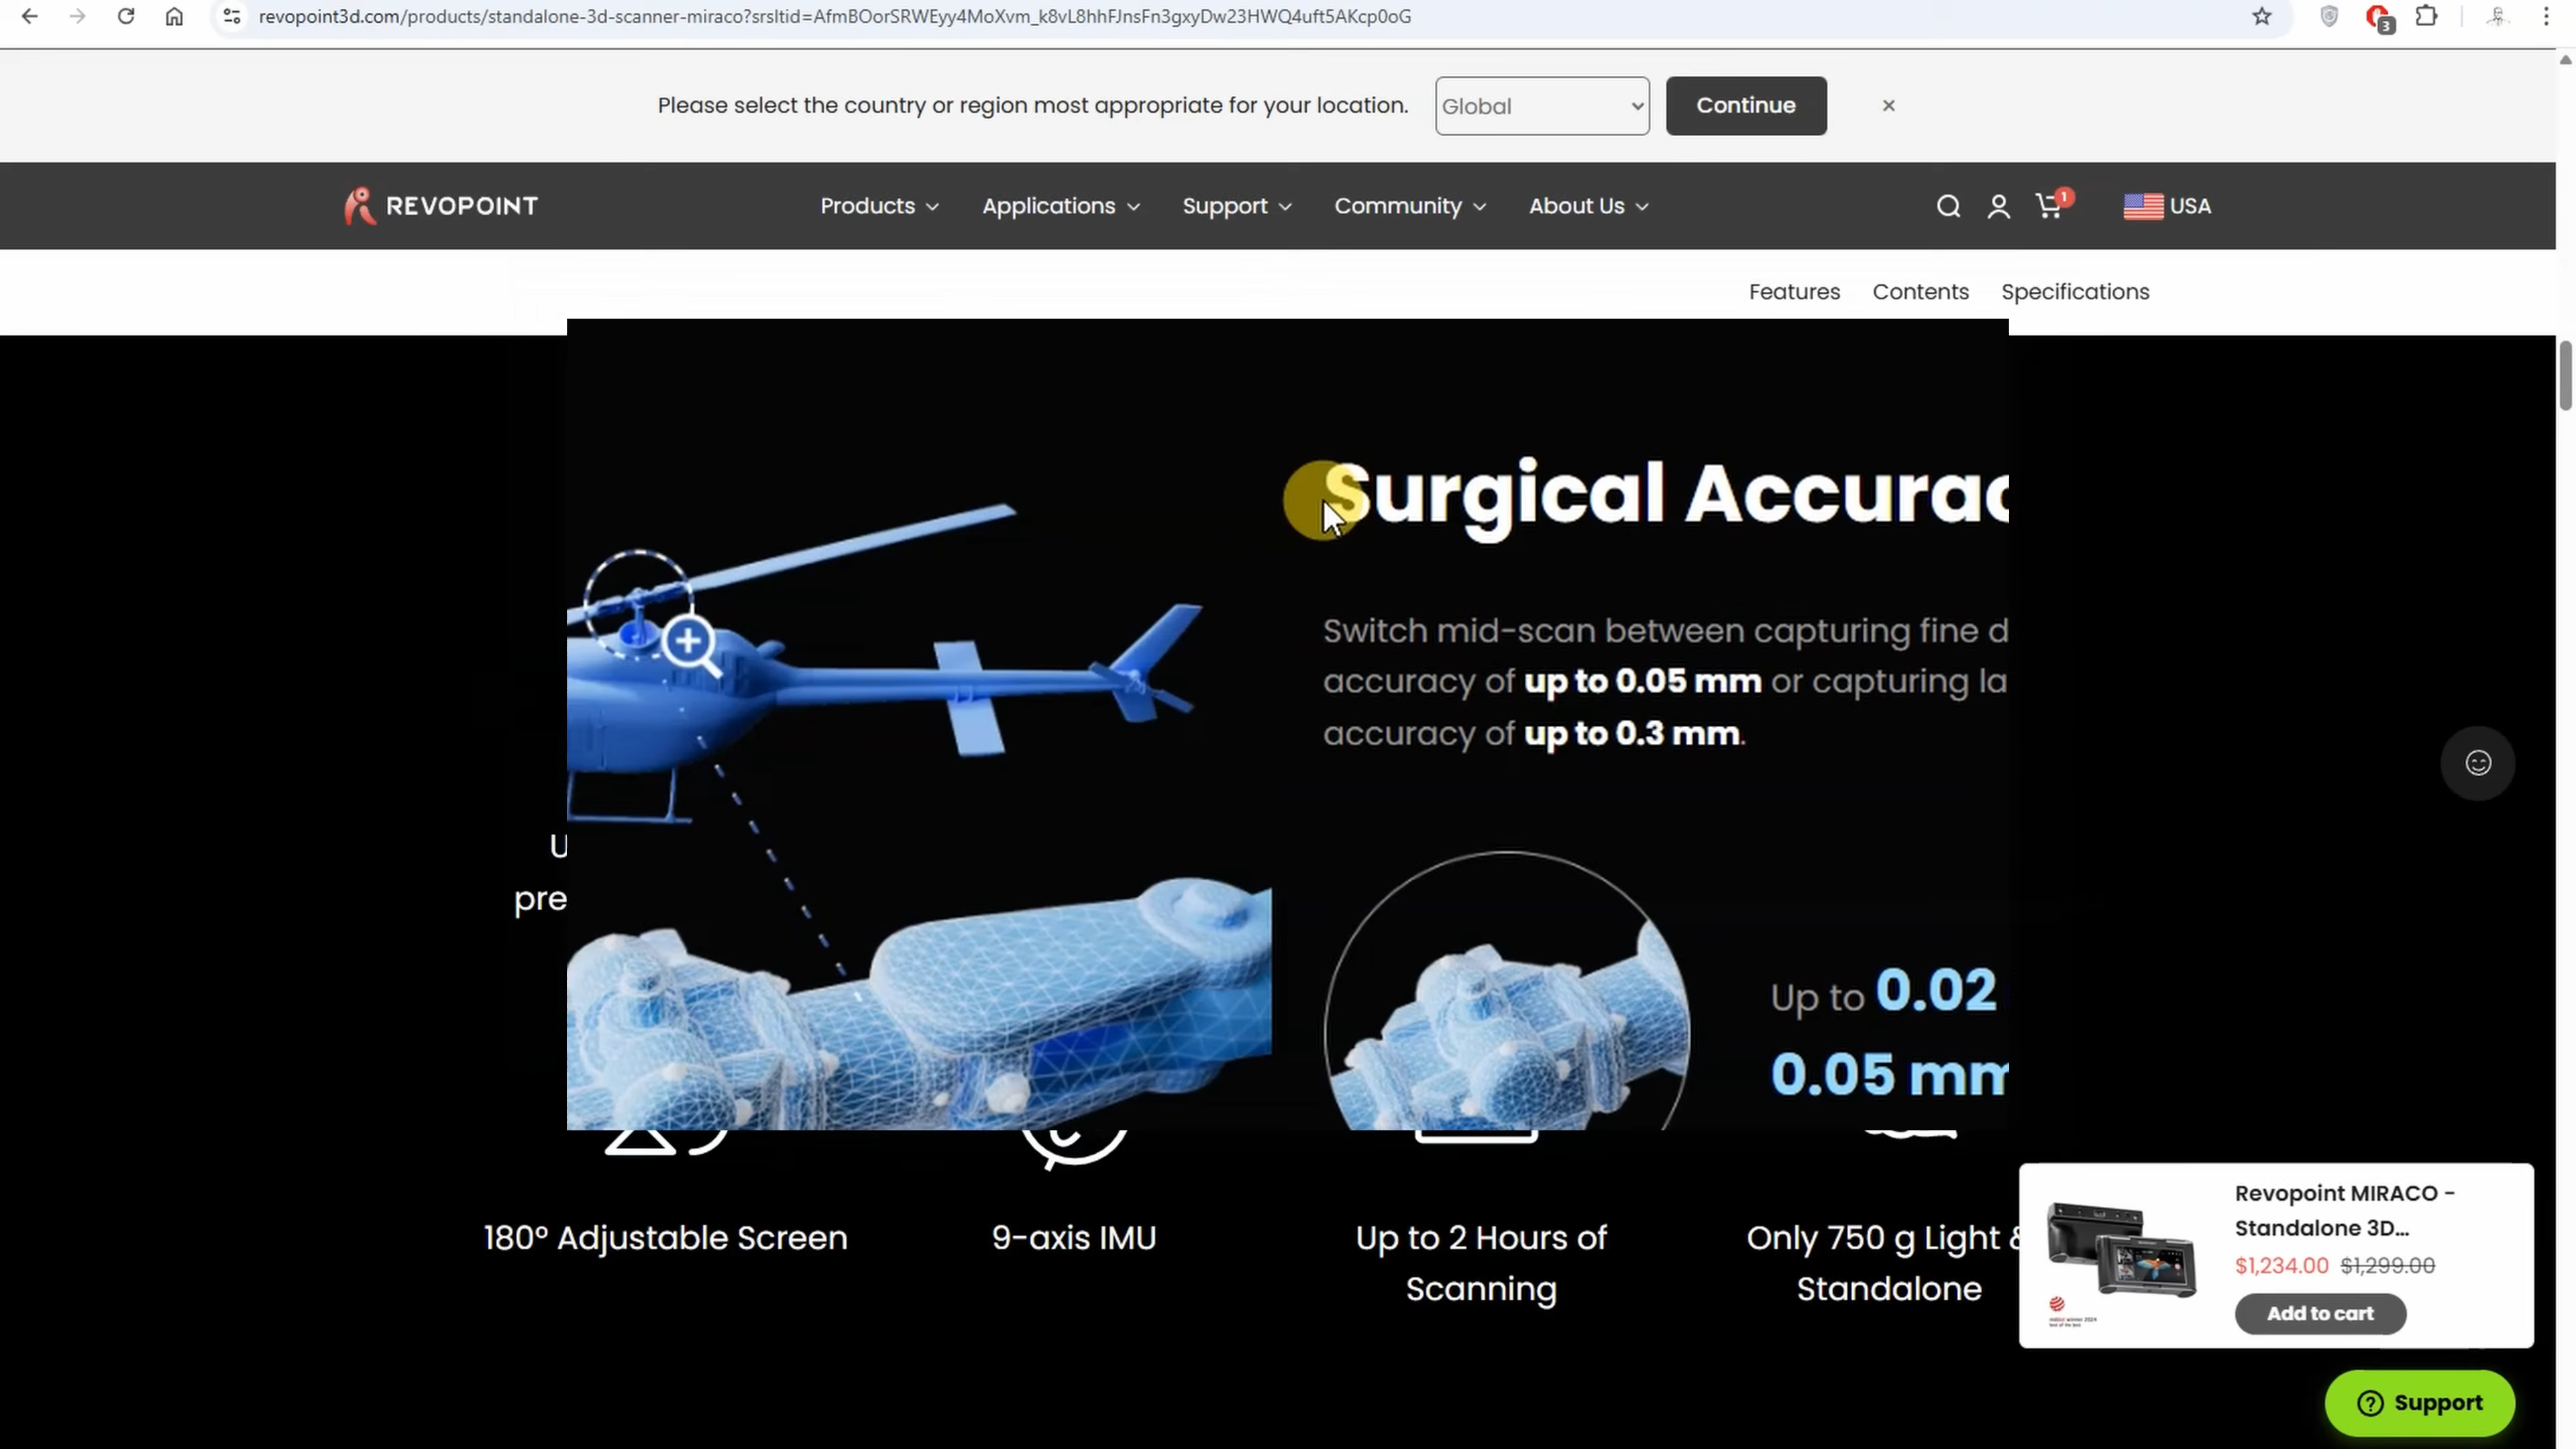 revopoint3d.com/products/standalone-3d-scanner-miraco?srsltid=AfmBOorSRWEyy4MoXvm_k8vL8hhFJnsFn3gxyDw23HWQ4uft5AKcp0oG
3
Please select the country or region most appropriate for your location.
Global
Continue
×
REVOPOINT
Products
Applications
Support
Community
About Us
1
USA
Features
Contents
Specifications
Surgical Accurac
Switch mid-scan between capturing fine d
accuracy of up to 0.05 mm or capturing la
accuracy of up to 0.3 mm.
U
pre
Up to 0.02
0.05 mm
180° Adjustable Screen
9-axis IMU
Up to 2 Hours of
Scanning
Only 750 g Light &
Standalone
Revopoint MIRACO -
Standalone 3D...
$1,234.00 $1,299.00
Add to cart
Support